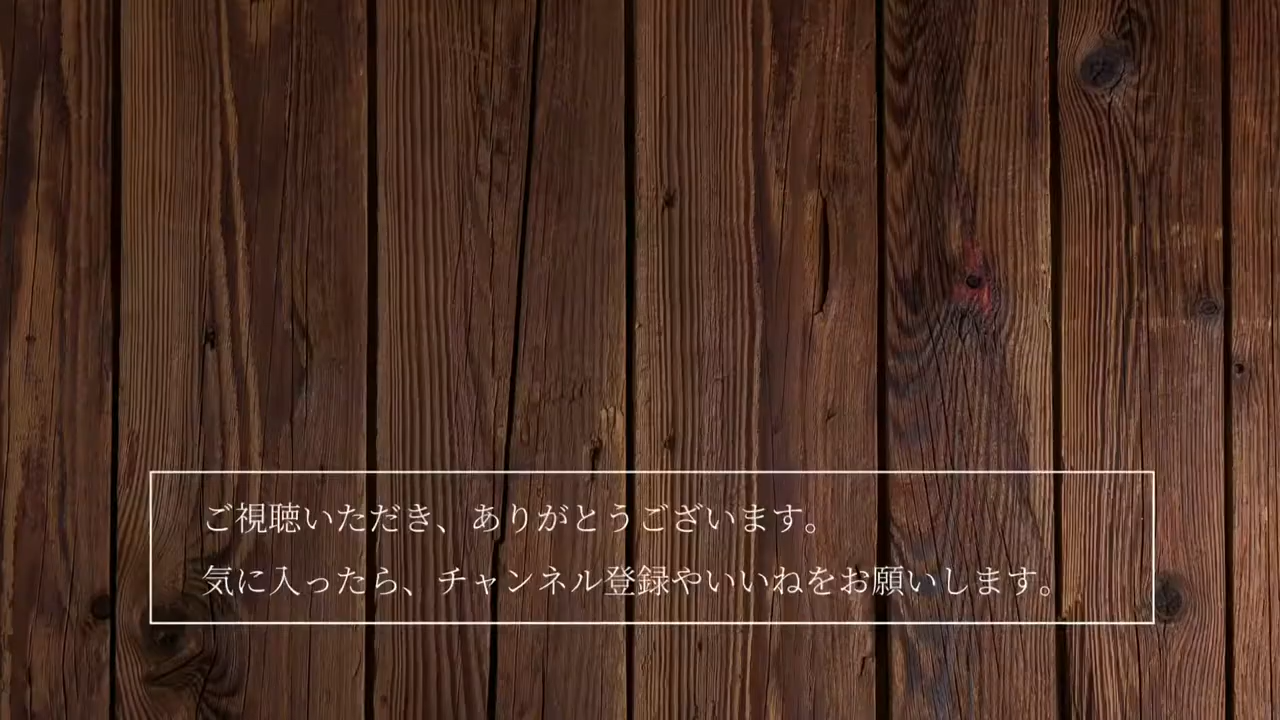 ご視聴いただき、ありがとうございます。
気に入ったら、チャンネル登録やいいねをお願いします。